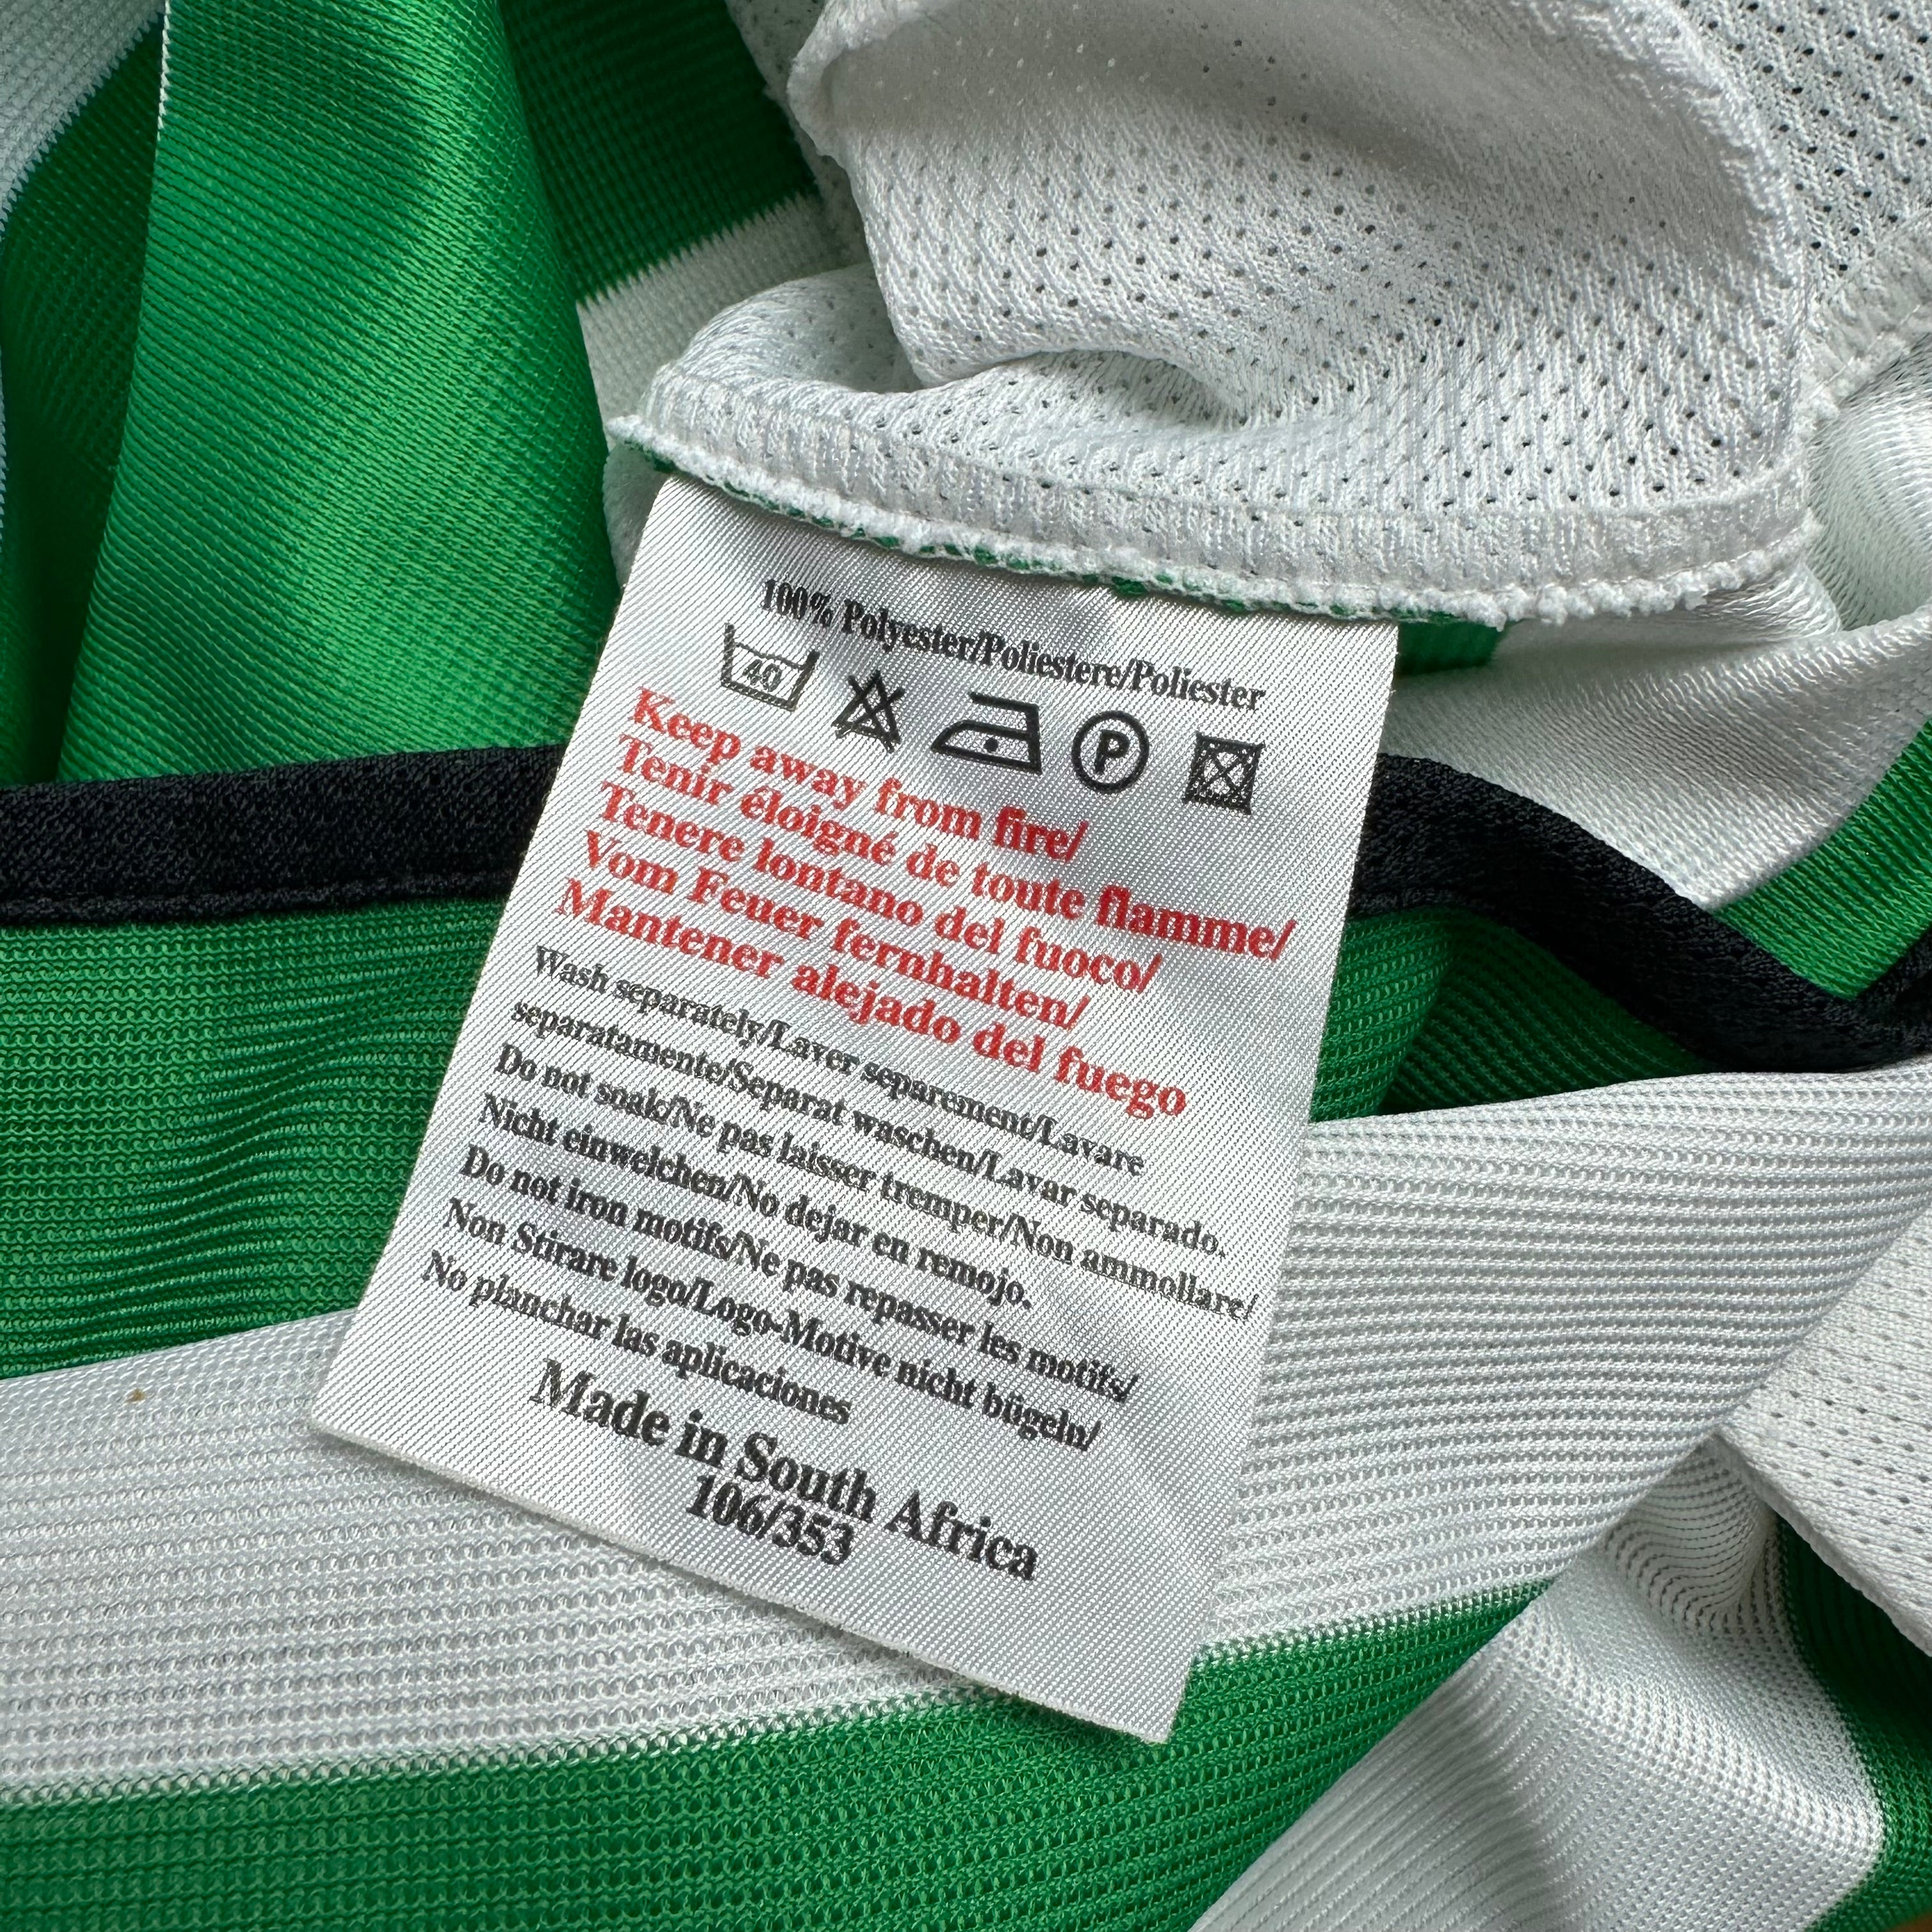 100% Polyester/Poliestere/Poliester
40 P
Keep away from fire/
Tenir éloigné de toute flamme/
Tenere lontano del fuoco/
Vom Feuer fernhalten/
Mantener alejado del fuego
Wash separately/Laver separement/Lavare
separatamente/Separat waschen/Lavar separado.
Do not soak/Ne pas laisser tremper/Non ammollare/
Nicht einweichen/No dejar en remojo.
Do not iron motifs/Ne pas repasser les motifs/
Non Stirare logo/Logo-Motive nicht bügeln/
No planchar las aplicaciones
Made in South Africa
106/353